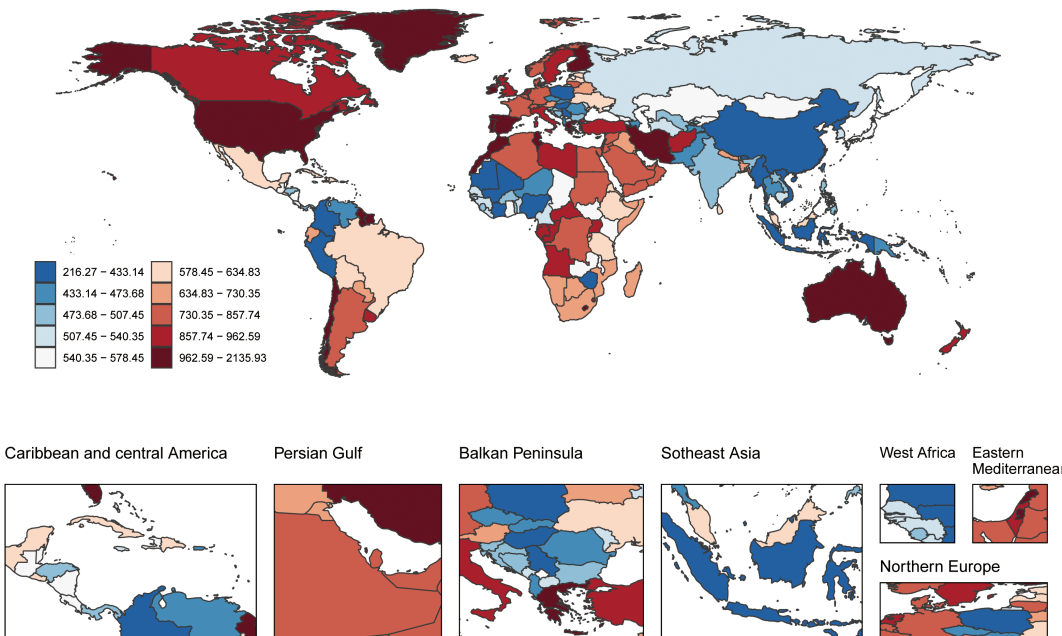 216.27 − 433.14
433.14 − 473.68
473.68 − 507.45
507.45 − 540.35
540.35 − 578.45
578.45 − 634.83
634.83 − 730.35
730.35 − 857.74
857.74 − 962.59
962.59 − 2135.93
Caribbean and central America
Persian Gulf
Balkan Peninsula
Sotheast Asia
West Africa
Eastern
Mediterranean
Northern Europe